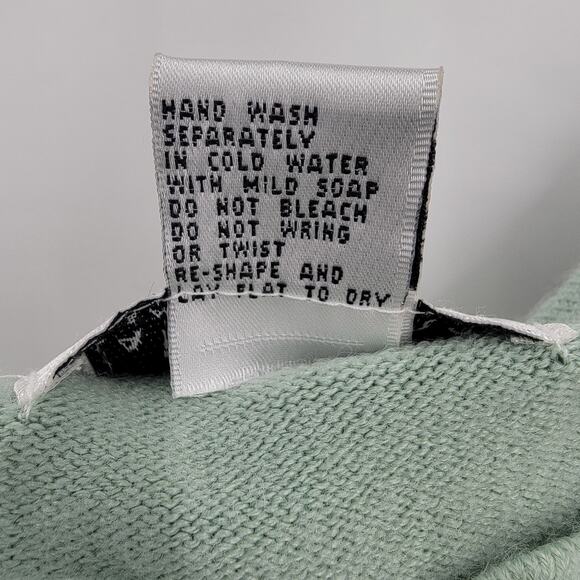 HAND WASH
SEPARATELY
IN COLD WATER
WITH MILD SOAP
DO NOT BLEACH
DO NOT WRING
OR TWIST
RE-SHAPE AND
LAY FLAT TO DRY